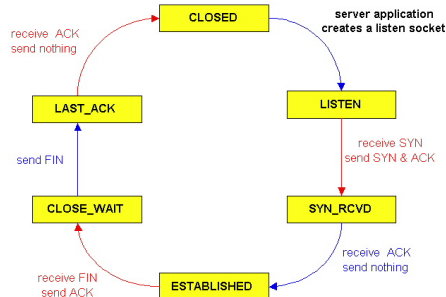 CLOSED
server application
creates a listen socket
receive ACK
send nothing
LAST_ACK
LISTEN
receive SYN
send SYN & ACK
send FIN
CLOSE_WAIT
SYN_RCVD
receive ACK
send nothing
receive FIN
send ACK
ESTABLISHED